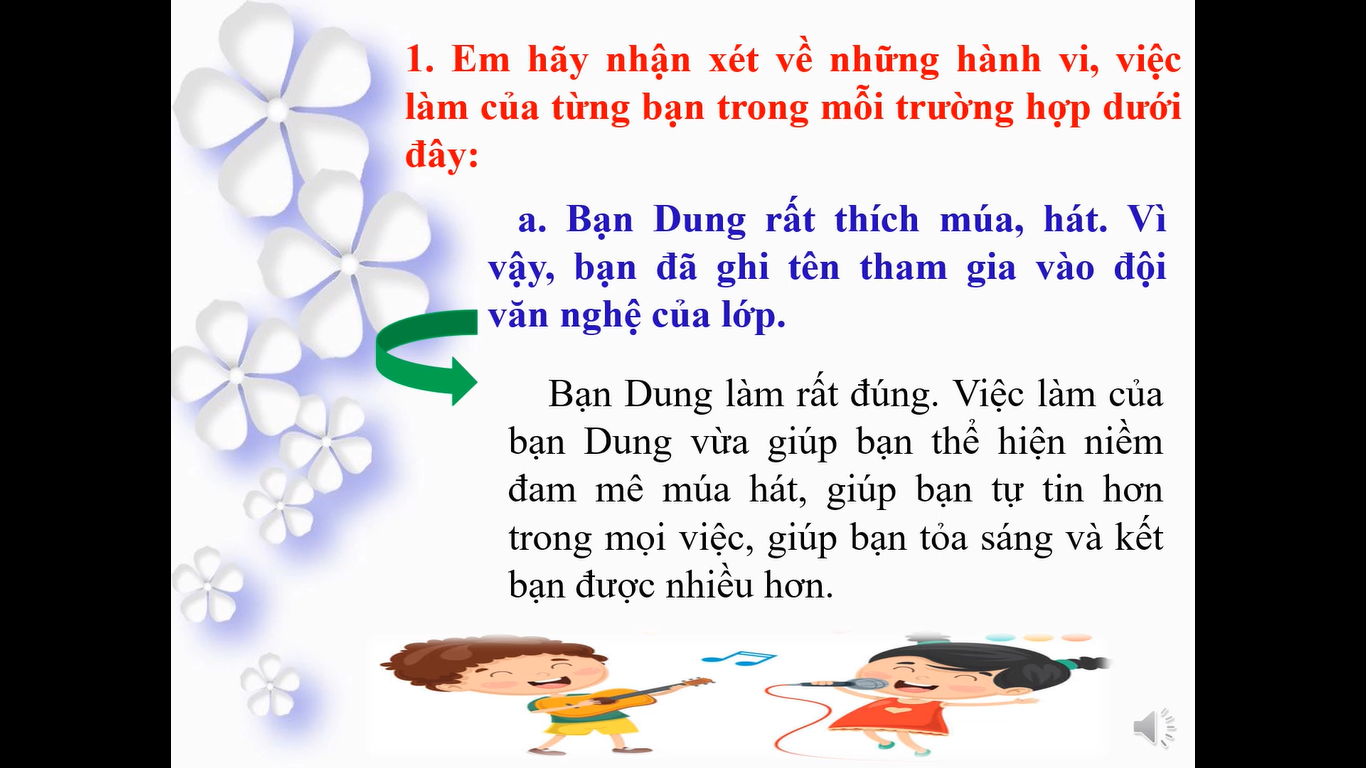 1. Em hãy nhận xét về những hành vi, việc
làm của từng bạn trong mỗi trường hợp dưới
đây:
a. Bạn Dung rất thích múa, hát. Vì
vậy, bạn đã ghi tên tham gia vào đội
văn nghệ của lớp.
Bạn Dung làm rất đúng. Việc làm của
bạn Dung vừa giúp bạn thể hiện niềm
đam mê múa hát, giúp bạn tự tin hơn
trong mọi việc, giúp bạn tỏa sáng và kết
bạn được nhiều hơn.